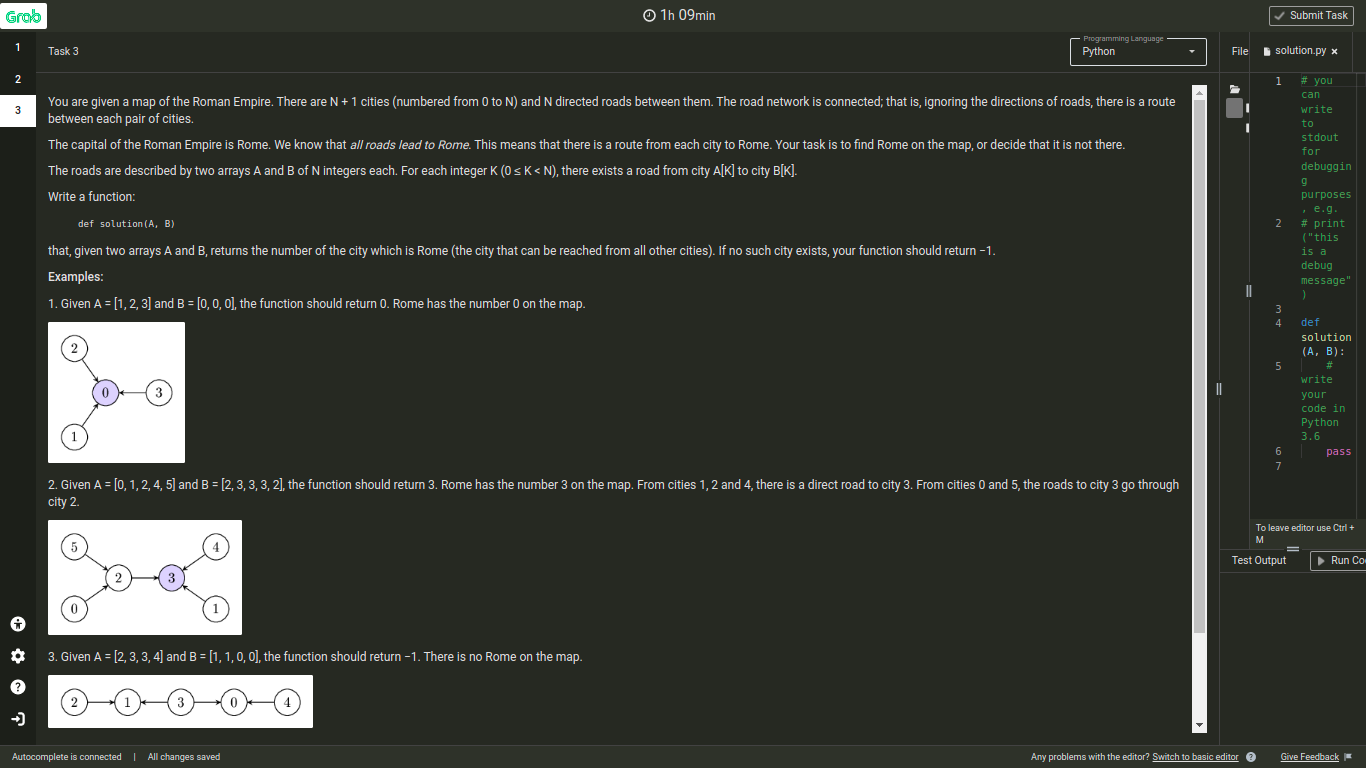 Grab
1h 09min
Submit Task
1
2
3
Task 3
Programming Language
Python
You are given a map of the Roman Empire. There are N + 1 cities (numbered from 0 to N) and N directed roads between them. The road network is connected; that is, ignoring the directions of roads, there is a route
between each pair of cities.
The capital of the Roman Empire is Rome. We know that all roads lead to Rome. This means that there is a route from each city to Rome. Your task is to find Rome on the map, or decide that it is not there.
The roads are described by two arrays A and B of N integers each. For each integer K (0 ≤ K < N), there exists a road from city A[K] to city B[K].
Write a function:
def solution(A, B)
that, given two arrays A and B, returns the number of the city which is Rome (the city that can be reached from all other cities). If no such city exists, your function should return −1.
Examples:
1. Given A = [1, 2, 3] and B = [0, 0, 0], the function should return 0. Rome has the number 0 on the map.
2
0 3
1
2. Given A = [0, 1, 2, 4, 5] and B = [2, 3, 3, 3, 2], the function should return 3. Rome has the number 3 on the map. From cities 1, 2 and 4, there is a direct road to city 3. From cities 0 and 5, the roads to city 3 go through
city 2.
5 4
2 3
0 1
3. Given A = [2, 3, 3, 4] and B = [1, 1, 0, 0], the function should return −1. There is no Rome on the map.
2 1 3 0 4
File
solution.py ×
1 # you
can
write
to
stdout
for
debuggin
g
purposes
, e.g.
2 # print
("this
is a
debug
message"
)
3
4 def
solution
(A, B):
5 #
write
your
code in
Python
3.6
6 pass
7
To leave editor use Ctrl +
M
Test Output
Run Co
Autocomplete is connected | All changes saved
Any problems with the editor? Switch to basic editor
Give Feedback